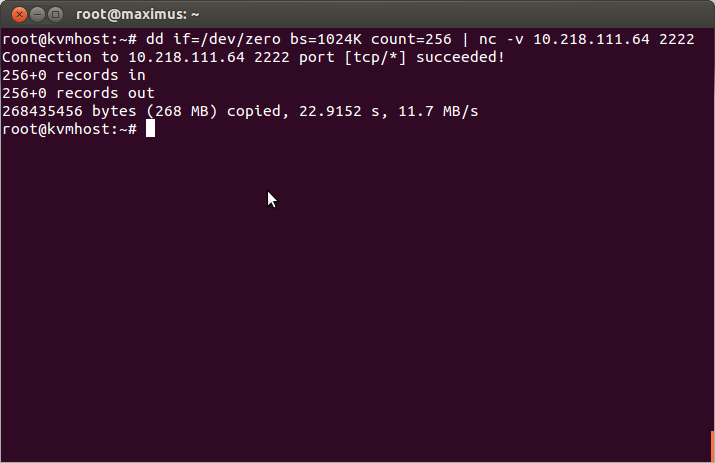 root@maximus: ~
root@kvmhost:~# dd if=/dev/zero bs=1024K count=256 | nc -v 10.218.111.64 2222
Connection to 10.218.111.64 2222 port [tcp/*] succeeded!
256+0 records in
256+0 records out
268435456 bytes (268 MB) copied, 22.9152 s, 11.7 MB/s
root@kvmhost:~#